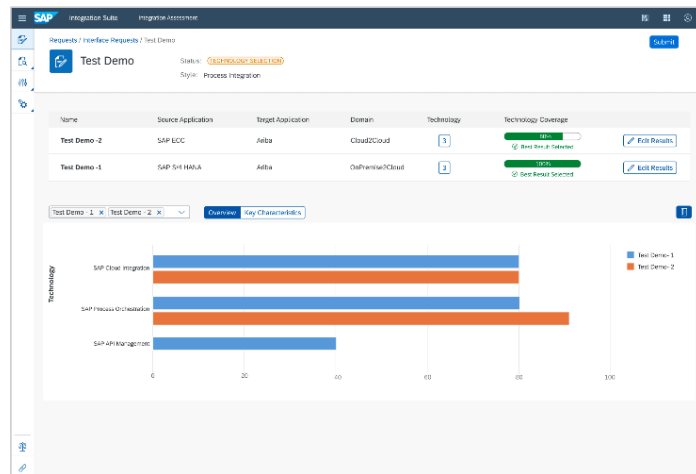 SAP Integration Suite Integration Assessment
Requests / Interface Requests / Test Demo
Submit
Test Demo
Status: TECHNOLOGY SELECTION
Style: Process Integration
Name Source Application Target Application Domain Technology Technology Coverage
Test Demo -2 SAP ECC Ariba Cloud2Cloud 3
Best Result Selected
Edit Results
Test Demo -1 SAP S/4 HANA Ariba OnPremise2Cloud 3 100%
Best Result Selected
Edit Results
Test Demo - 1 x Test Demo - 2 x Overview Key Characteristics
Technology
SAP Cloud Integration
SAP Process Orchestration
SAP API Management
0 20 40 60 80 100
Test Demo- 1
Test Demo- 2